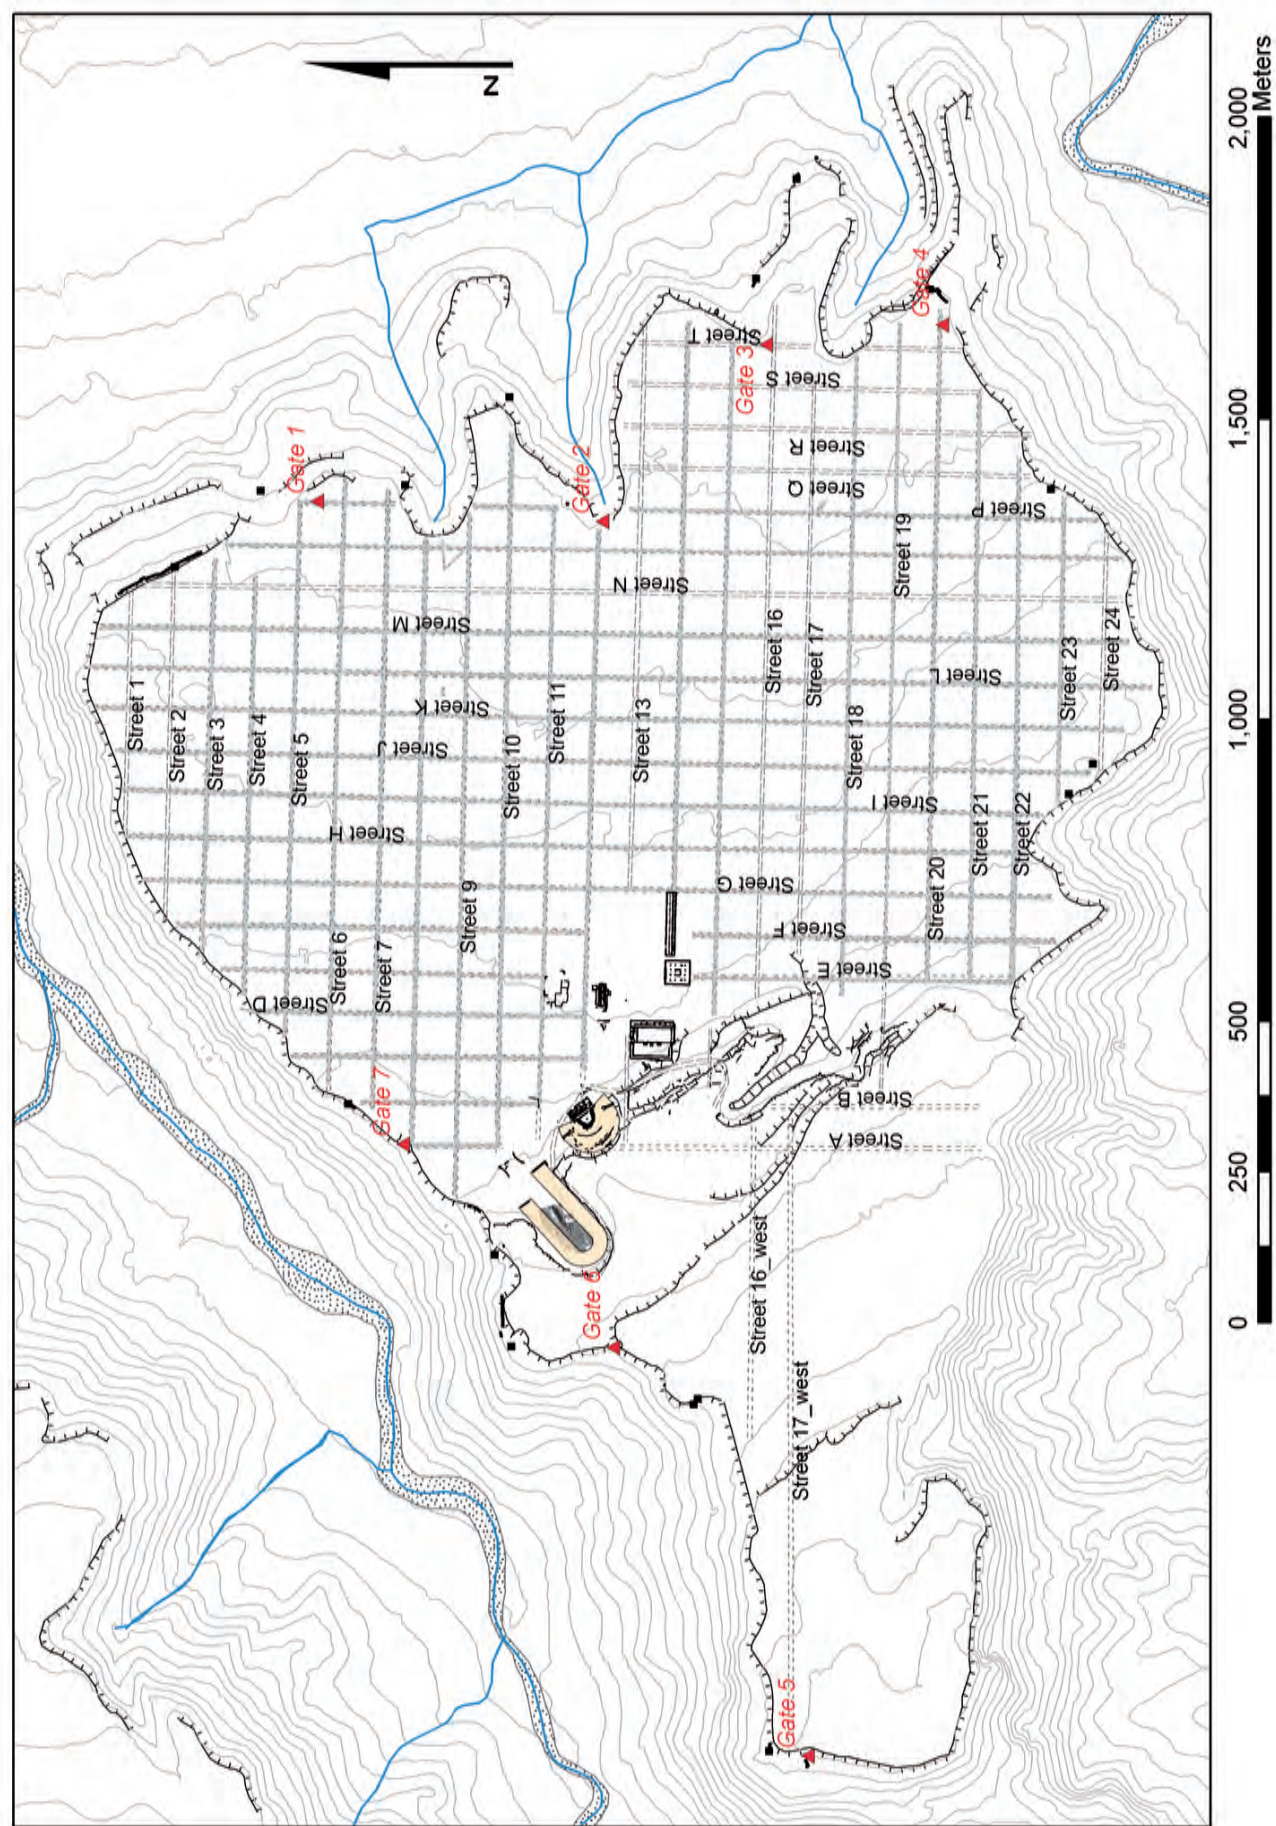 N
Gate 1
Gate 2
Gate 3
Gate 4
Gate 5
Gate 6
Gate 7
Street 1
Street 2
Street 3
Street 4
Street 5
Street 6
Street 7
Street 9
Street 10
Street 11
Street 13
Street 16
Street 17
Street 18
Street 19
Street 20
Street 21
Street 22
Street 23
Street 24
Street 16_west
Street 17_west
Street A
Street B
Street D
Street E
Street F
Street G
Street H
Street I
Street J
Street K
Street L
Street M
Street N
Street P
Street Q
Street R
Street S
Street T
0
250
500
1,000
1,500
2,000
Meters